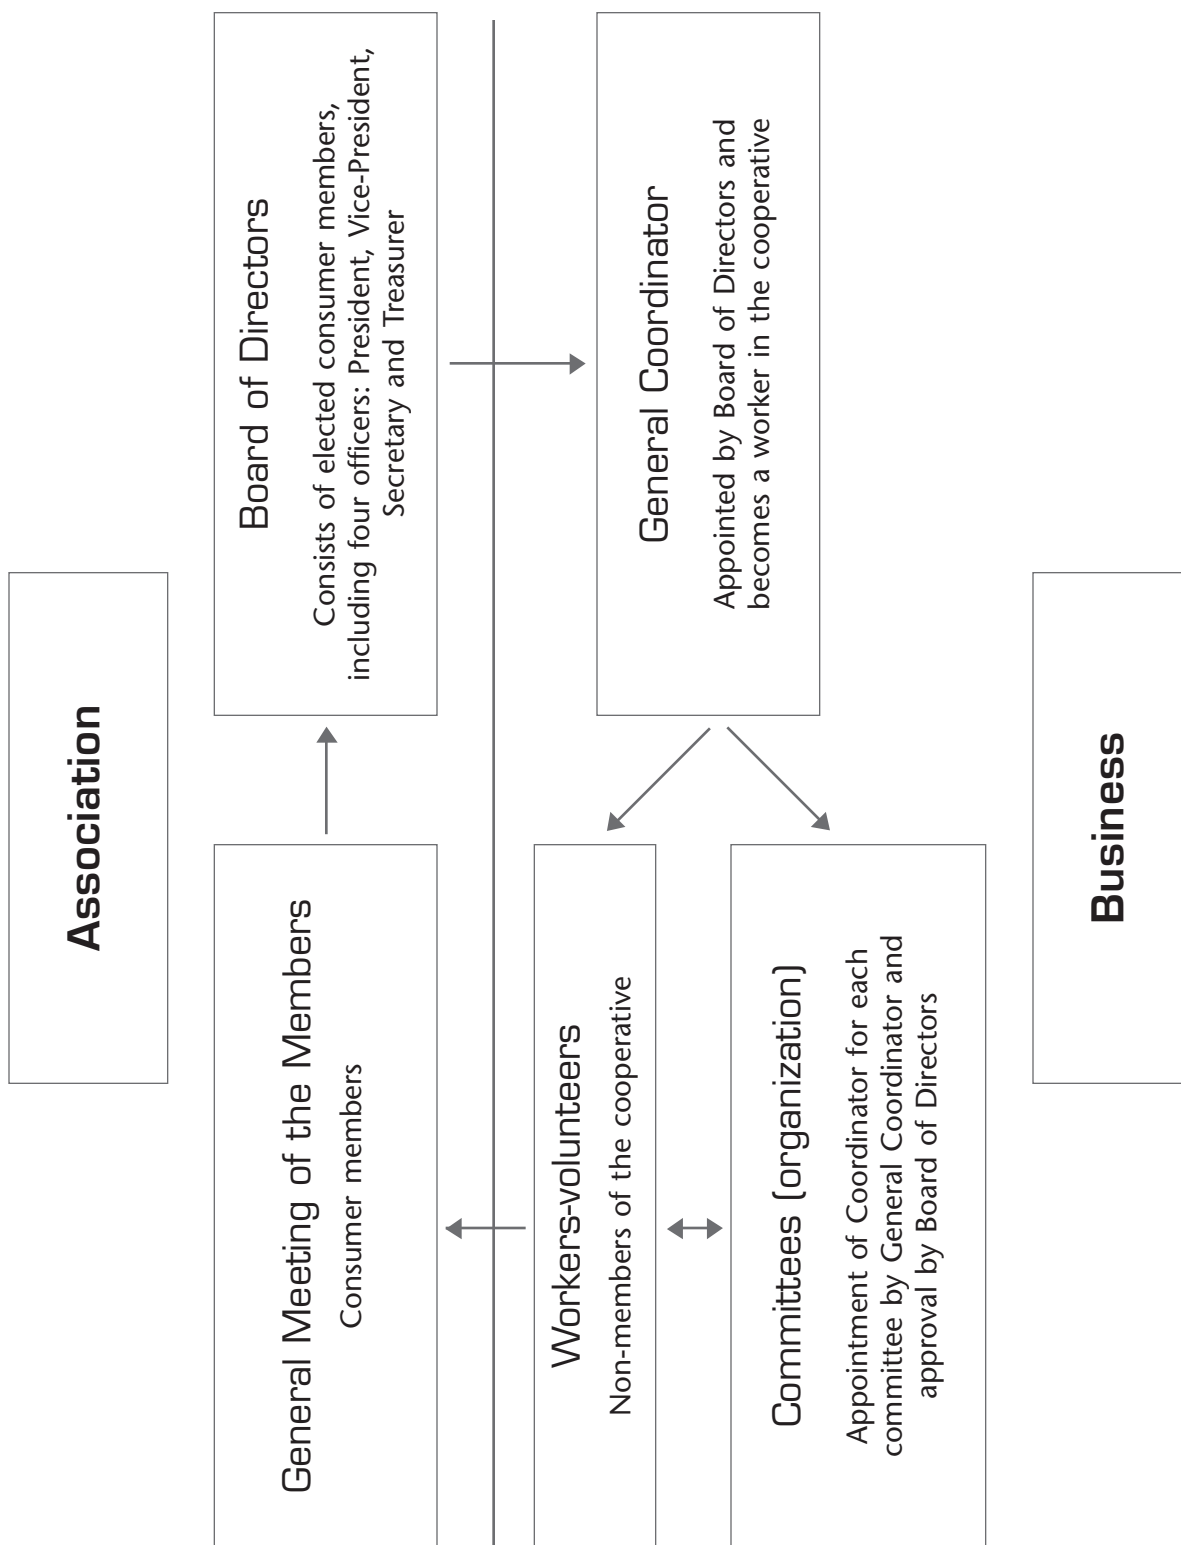 Association
General Meeting of the Members
Consumer members
Board of Directors
Consists of elected consumer members,
including four officers: President, Vice-President,
Secretary and Treasurer
Workers-volunteers
Non-members of the cooperative
Committees (organization)
Appointment of Coordinator for each
committee by General Coordinator and
approval by Board of Directors
General Coordinator
Appointed by Board of Directors and
becomes a worker in the cooperative
Business